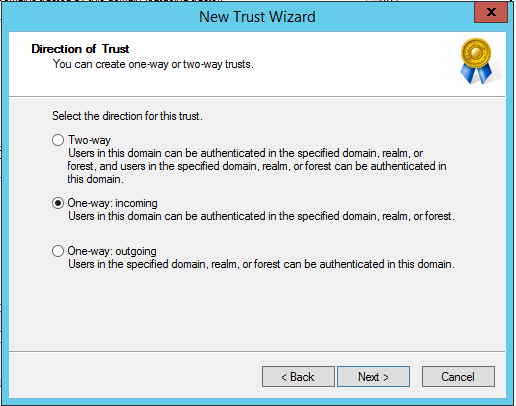 New Trust Wizard
x
Direction of Trust
You can create one-way or two-way trusts.
Select the direction for this trust.
Two-way
Users in this domain can be authenticated in the specified domain, realm, or
forest, and users in the specified domain, realm, or forest can be authenticated in
this domain.
One-way: incoming
Users in this domain can be authenticated in the specified domain, realm, or forest.
One-way: outgoing
Users in the specified domain, realm, or forest can be authenticated in this domain.
< Back Next > Cancel